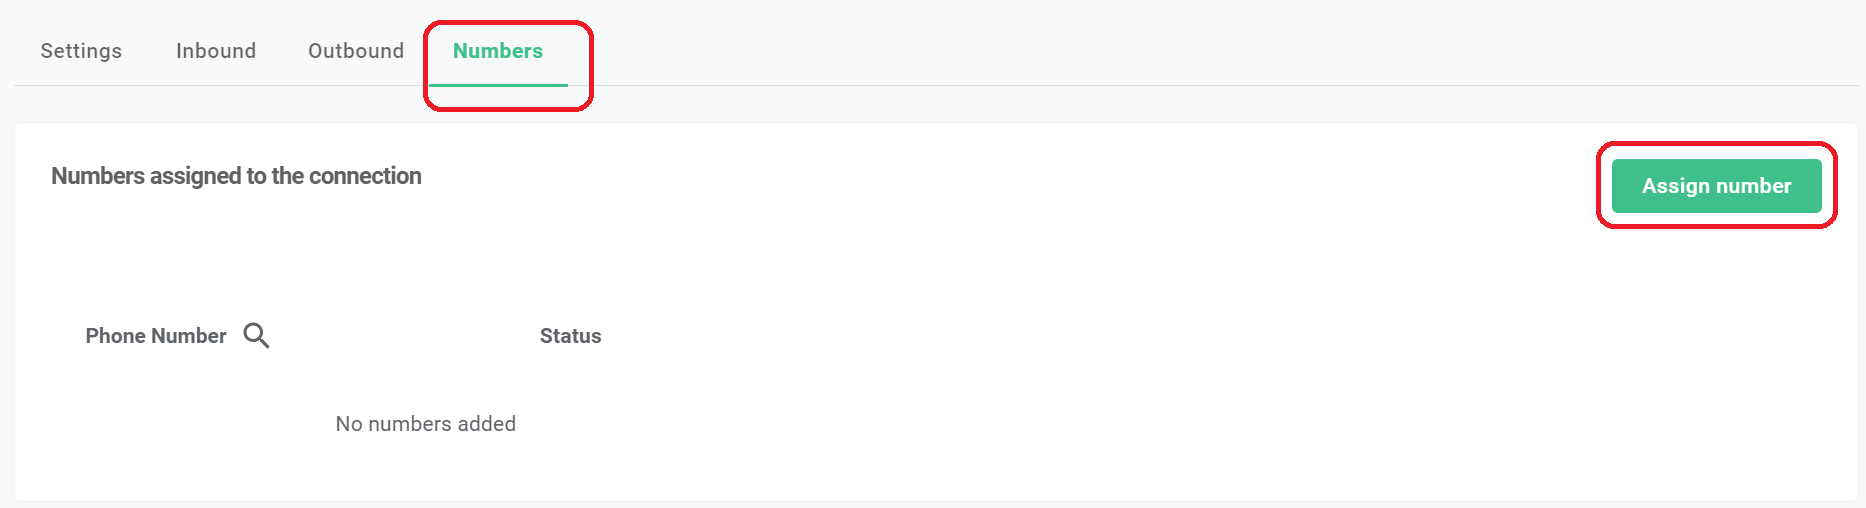 Settings Inbound Outbound Numbers
Numbers assigned to the connection
Assign number
Phone Number Status
No numbers added